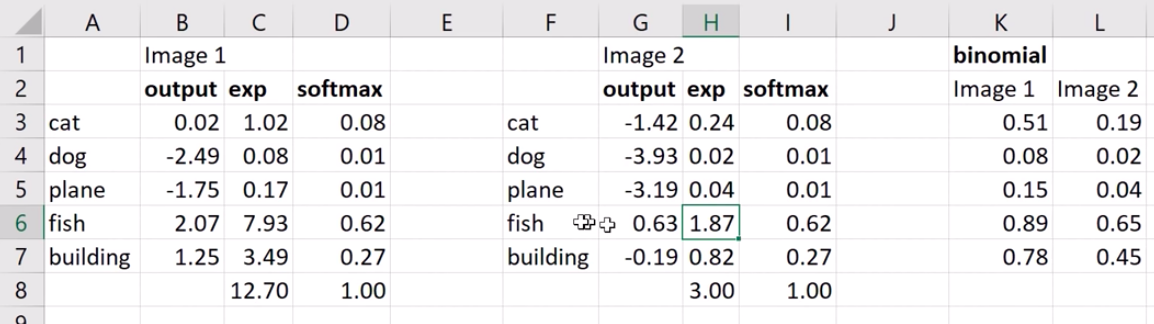 A B C D E F G H I J K L
1 Image 1 Image 2 binomial
2 output exp softmax output exp softmax Image 1 Image 2
3 cat 0.02 1.02 0.08 cat -1.42 0.24 0.08 0.51 0.19
4 dog -2.49 0.08 0.01 dog -3.93 0.02 0.01 0.08 0.02
5 plane -1.75 0.17 0.01 plane -3.19 0.04 0.01 0.15 0.04
6 fish 2.07 7.93 0.62 fish 0.63 1.87 0.62 0.89 0.65
7 building 1.25 3.49 0.27 building -0.19 0.82 0.27 0.78 0.45
8 12.70 1.00 3.00 1.00
9